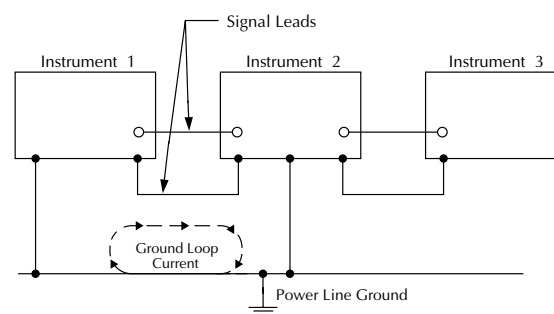 Signal Leads
Instrument 1
Instrument 2
Instrument 3
Ground Loop
Current
Power Line Ground